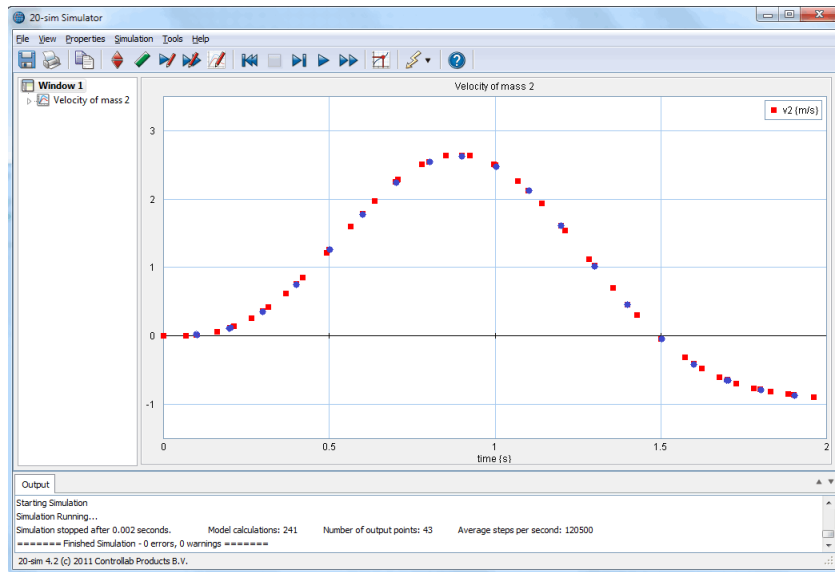 20-sim Simulator
File View Properties Simulation Tools Help
Window 1
Velocity of mass 2
Velocity of mass 2
v2 {m/s}
3
2
1
0
-1
0 0.5 1 1.5 2
time {s}
Output
Starting Simulation
Simulation Running...
Simulation stopped after 0.002 seconds. Model calculations: 241 Number of output points: 43 Average steps per second: 120500
======= Finished Simulation - 0 errors, 0 warnings =======
20-sim 4.2 (c) 2011 Controllab Products B.V.